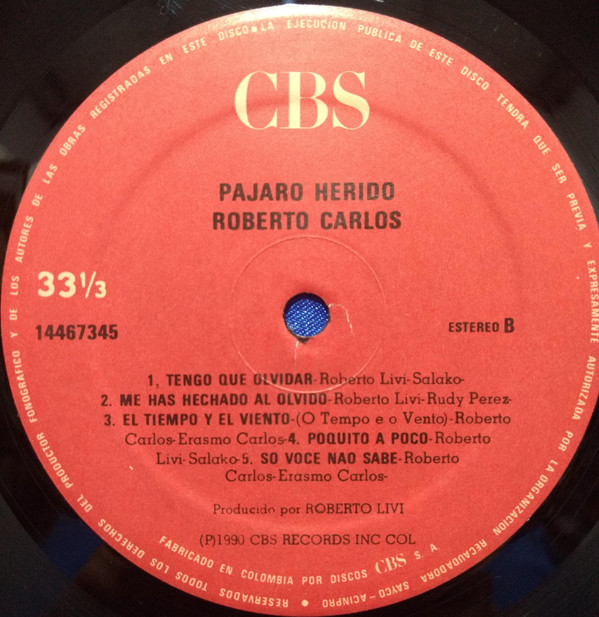 CBS
PAJARO HERIDO
ROBERTO CARLOS
33⅓
14467345
ESTEREO B
1, TENGO QUE OLVIDAR-Roberto Livi-Salako-
2. ME HAS HECHADO AL OLVIDO-Roberto Livi-Rudy Perez-
3. EL TIEMPO Y EL VIENTO-(O Tempo e o Vento)-Roberto
Carlos-Erasmo Carlos-4. POQUITO A POCO-Roberto
Livi-Salako-5. SO VOCE NAO SABE-Roberto
Carlos-Erasmo Carlos-
Producido por ROBERTO LIVI
(P)1990 CBS RECORDS INC COL
FABRICADO EN COLOMBIA POR DISCOS CBS S. A.
RESERVADOS TODOS LOS DERECHOS DEL PRODUCTOR FONOGRAFICO Y DE LOS AUTORES DE LAS OBRAS REGISTRADAS EN ESTE DISCO • LA EJECUCION PUBLICA DE ESTE DISCO TENDRA QUE SER PREVIA Y EXPRESAMENTE AUTORIZADA POR LA ORGANIZACION RECAUDADORA SAYCO-ACINPRO •